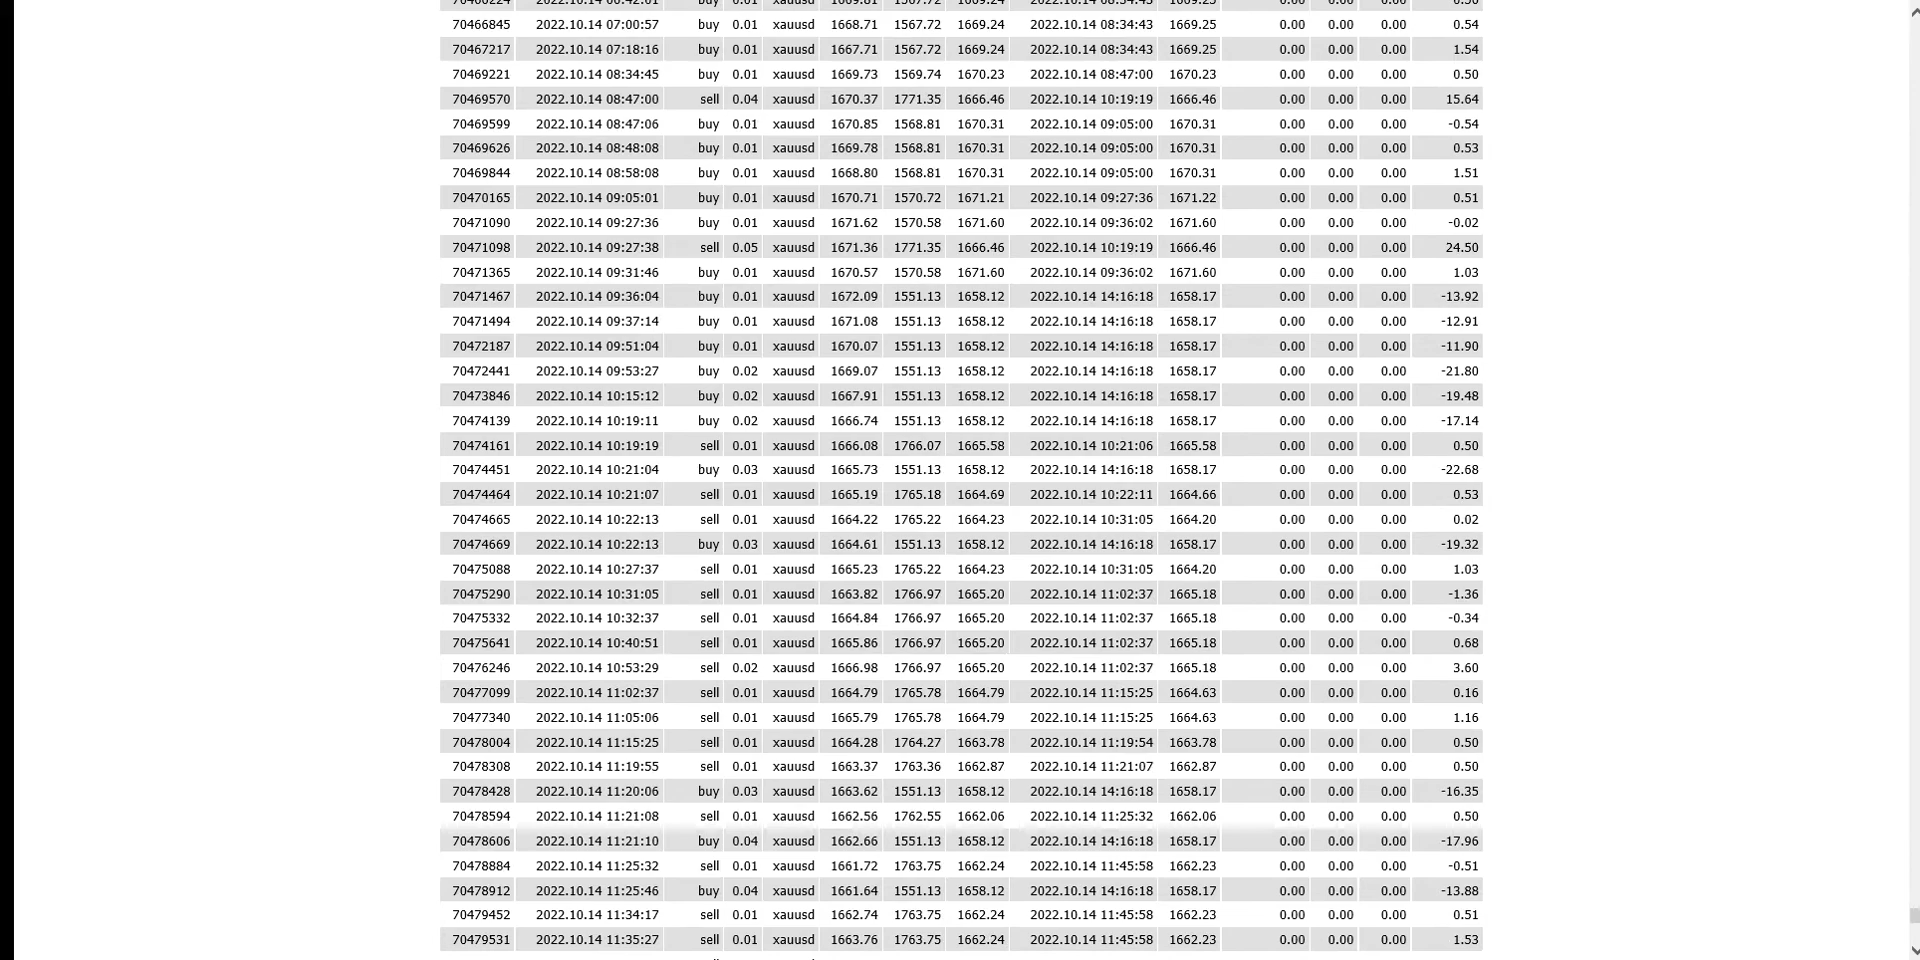 70466845 2022.10.14 07:00:57 buy 0.01 xauusd 1668.71 1567.72 1669.24 2022.10.14 08:34:43 1669.25 0.00 0.00 0.00 0.54
70467217 2022.10.14 07:18:16 buy 0.01 xauusd 1667.71 1567.72 1669.24 2022.10.14 08:34:43 1669.25 0.00 0.00 0.00 1.54
70469221 2022.10.14 08:34:45 buy 0.01 xauusd 1669.73 1569.74 1670.23 2022.10.14 08:47:00 1670.23 0.00 0.00 0.00 0.50
70469570 2022.10.14 08:47:00 sell 0.04 xauusd 1670.37 1771.35 1666.46 2022.10.14 10:19:19 1666.46 0.00 0.00 0.00 15.64
70469599 2022.10.14 08:47:06 buy 0.01 xauusd 1670.85 1568.81 1670.31 2022.10.14 09:05:00 1670.31 0.00 0.00 0.00 -0.54
70469626 2022.10.14 08:48:08 buy 0.01 xauusd 1669.78 1568.81 1670.31 2022.10.14 09:05:00 1670.31 0.00 0.00 0.00 0.53
70469844 2022.10.14 08:58:08 buy 0.01 xauusd 1668.80 1568.81 1670.31 2022.10.14 09:05:00 1670.31 0.00 0.00 0.00 1.51
70470165 2022.10.14 09:05:01 buy 0.01 xauusd 1670.71 1570.72 1671.21 2022.10.14 09:27:36 1671.22 0.00 0.00 0.00 0.51
70471090 2022.10.14 09:27:36 buy 0.01 xauusd 1671.62 1570.58 1671.60 2022.10.14 09:36:02 1671.60 0.00 0.00 0.00 -0.02
70471098 2022.10.14 09:27:38 sell 0.05 xauusd 1671.36 1771.35 1666.46 2022.10.14 10:19:19 1666.46 0.00 0.00 0.00 24.50
70471365 2022.10.14 09:31:46 buy 0.01 xauusd 1670.57 1570.58 1671.60 2022.10.14 09:36:02 1671.60 0.00 0.00 0.00 1.03
70471467 2022.10.14 09:36:04 buy 0.01 xauusd 1672.09 1551.13 1658.12 2022.10.14 14:16:18 1658.17 0.00 0.00 0.00 -13.92
70471494 2022.10.14 09:37:14 buy 0.01 xauusd 1671.08 1551.13 1658.12 2022.10.14 14:16:18 1658.17 0.00 0.00 0.00 -12.91
70472187 2022.10.14 09:51:04 buy 0.01 xauusd 1670.07 1551.13 1658.12 2022.10.14 14:16:18 1658.17 0.00 0.00 0.00 -11.90
70472441 2022.10.14 09:53:27 buy 0.02 xauusd 1669.07 1551.13 1658.12 2022.10.14 14:16:18 1658.17 0.00 0.00 0.00 -21.80
70473846 2022.10.14 10:15:12 buy 0.02 xauusd 1667.91 1551.13 1658.12 2022.10.14 14:16:18 1658.17 0.00 0.00 0.00 -19.48
70474139 2022.10.14 10:19:11 buy 0.02 xauusd 1666.74 1551.13 1658.12 2022.10.14 14:16:18 1658.17 0.00 0.00 0.00 -17.14
70474161 2022.10.14 10:19:19 sell 0.01 xauusd 1666.08 1766.07 1665.58 2022.10.14 10:21:06 1665.58 0.00 0.00 0.00 0.50
70474451 2022.10.14 10:21:04 buy 0.03 xauusd 1665.73 1551.13 1658.12 2022.10.14 14:16:18 1658.17 0.00 0.00 0.00 -22.68
70474464 2022.10.14 10:21:07 sell 0.01 xauusd 1665.19 1765.18 1664.69 2022.10.14 10:22:11 1664.66 0.00 0.00 0.00 0.53
70474665 2022.10.14 10:22:13 sell 0.01 xauusd 1664.22 1765.22 1664.23 2022.10.14 10:31:05 1664.20 0.00 0.00 0.00 0.02
70474669 2022.10.14 10:22:13 buy 0.03 xauusd 1664.61 1551.13 1658.12 2022.10.14 14:16:18 1658.17 0.00 0.00 0.00 -19.32
70475088 2022.10.14 10:27:37 sell 0.01 xauusd 1665.23 1765.22 1664.23 2022.10.14 10:31:05 1664.20 0.00 0.00 0.00 1.03
70475290 2022.10.14 10:31:05 sell 0.01 xauusd 1663.82 1766.97 1665.20 2022.10.14 11:02:37 1665.18 0.00 0.00 0.00 -1.36
70475332 2022.10.14 10:32:37 sell 0.01 xauusd 1664.84 1766.97 1665.20 2022.10.14 11:02:37 1665.18 0.00 0.00 0.00 -0.34
70475641 2022.10.14 10:40:51 sell 0.01 xauusd 1665.86 1766.97 1665.20 2022.10.14 11:02:37 1665.18 0.00 0.00 0.00 0.68
70476246 2022.10.14 10:53:29 sell 0.02 xauusd 1666.98 1766.97 1665.20 2022.10.14 11:02:37 1665.18 0.00 0.00 0.00 3.60
70477099 2022.10.14 11:02:37 sell 0.01 xauusd 1664.79 1765.78 1664.79 2022.10.14 11:15:25 1664.63 0.00 0.00 0.00 0.16
70477340 2022.10.14 11:05:06 sell 0.01 xauusd 1665.79 1765.78 1664.79 2022.10.14 11:15:25 1664.63 0.00 0.00 0.00 1.16
70478004 2022.10.14 11:15:25 sell 0.01 xauusd 1664.28 1764.27 1663.78 2022.10.14 11:19:54 1663.78 0.00 0.00 0.00 0.50
70478308 2022.10.14 11:19:55 sell 0.01 xauusd 1663.37 1763.36 1662.87 2022.10.14 11:21:07 1662.87 0.00 0.00 0.00 0.50
70478428 2022.10.14 11:20:06 buy 0.03 xauusd 1663.62 1551.13 1658.12 2022.10.14 14:16:18 1658.17 0.00 0.00 0.00 -16.35
70478594 2022.10.14 11:21:08 sell 0.01 xauusd 1662.56 1762.55 1662.06 2022.10.14 11:25:32 1662.06 0.00 0.00 0.00 0.50
70478606 2022.10.14 11:21:10 buy 0.04 xauusd 1662.66 1551.13 1658.12 2022.10.14 14:16:18 1658.17 0.00 0.00 0.00 -17.96
70478884 2022.10.14 11:25:32 sell 0.01 xauusd 1661.72 1763.75 1662.24 2022.10.14 11:45:58 1662.23 0.00 0.00 0.00 -0.51
70478912 2022.10.14 11:25:46 buy 0.04 xauusd 1661.64 1551.13 1658.12 2022.10.14 14:16:18 1658.17 0.00 0.00 0.00 -13.88
70479452 2022.10.14 11:34:17 sell 0.01 xauusd 1662.74 1763.75 1662.24 2022.10.14 11:45:58 1662.23 0.00 0.00 0.00 0.51
70479531 2022.10.14 11:35:27 sell 0.01 xauusd 1663.76 1763.75 1662.24 2022.10.14 11:45:58 1662.23 0.00 0.00 0.00 1.53